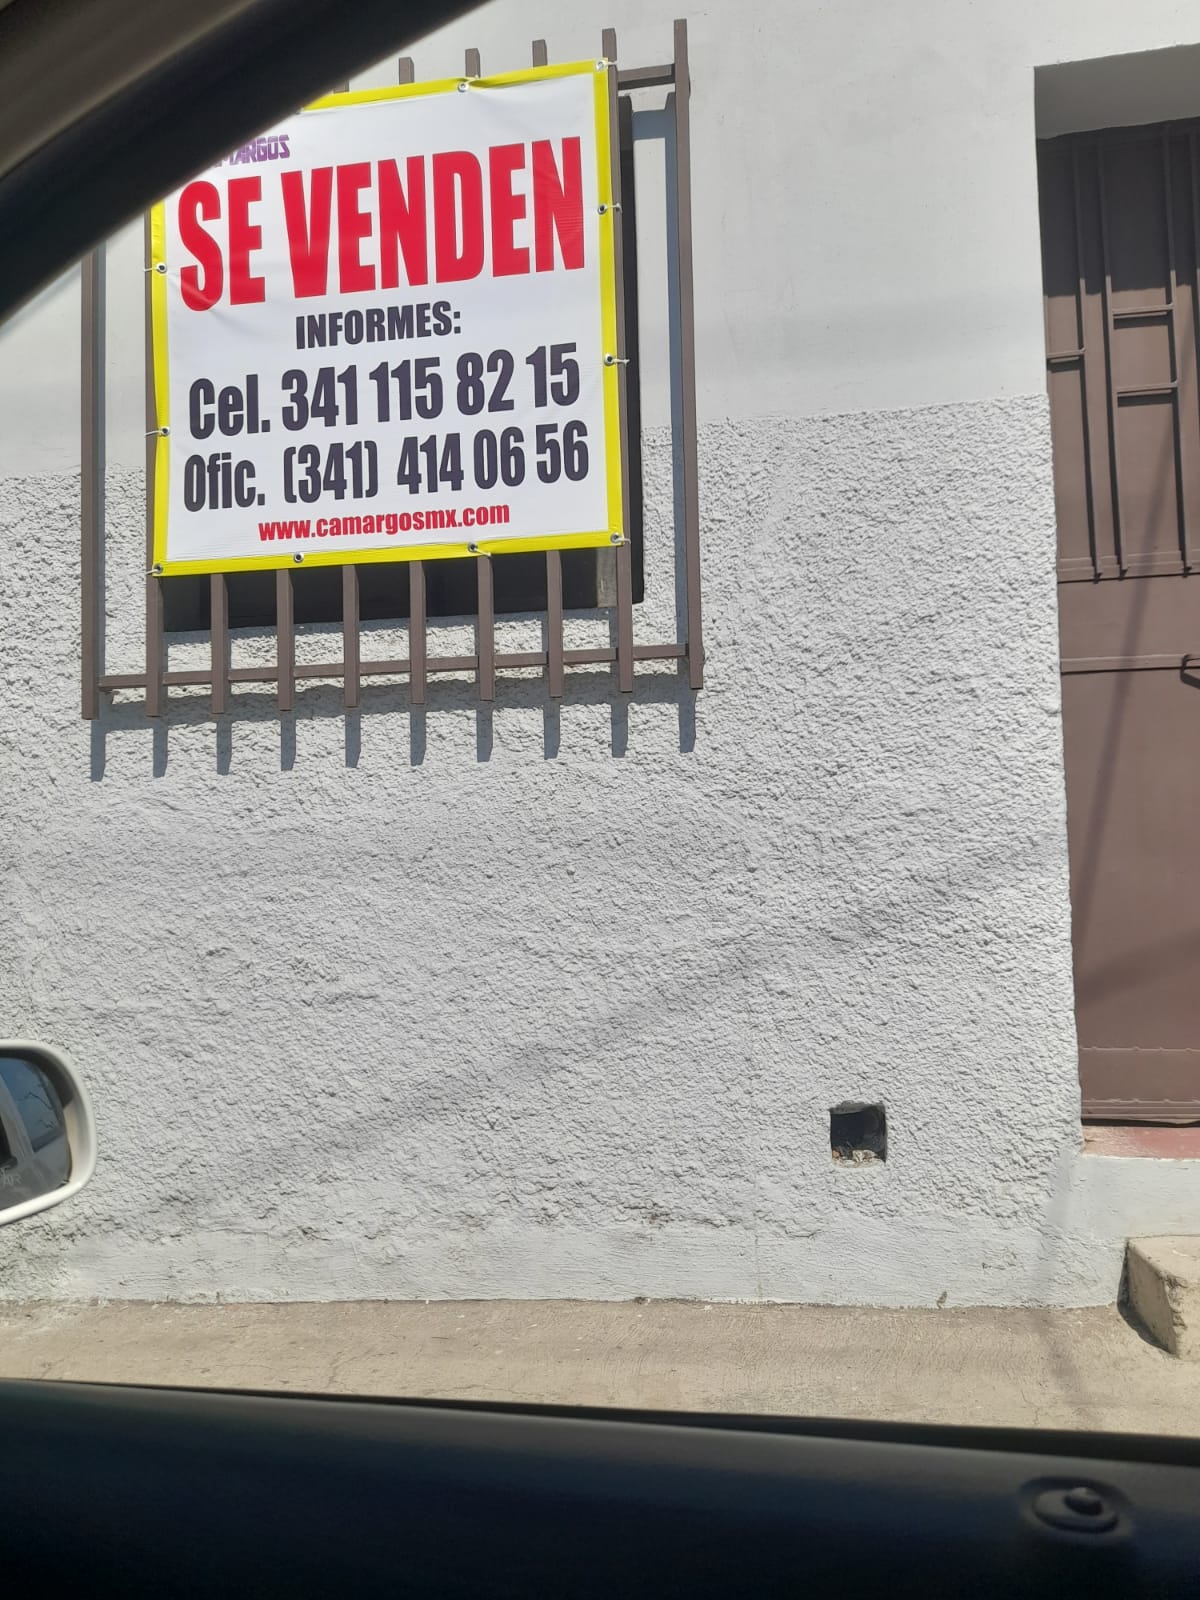 SE VENDEN
INFORMES:
Cel. 341 115 82 15
Ofic. (341) 414 06 56
www.camargosmx.com